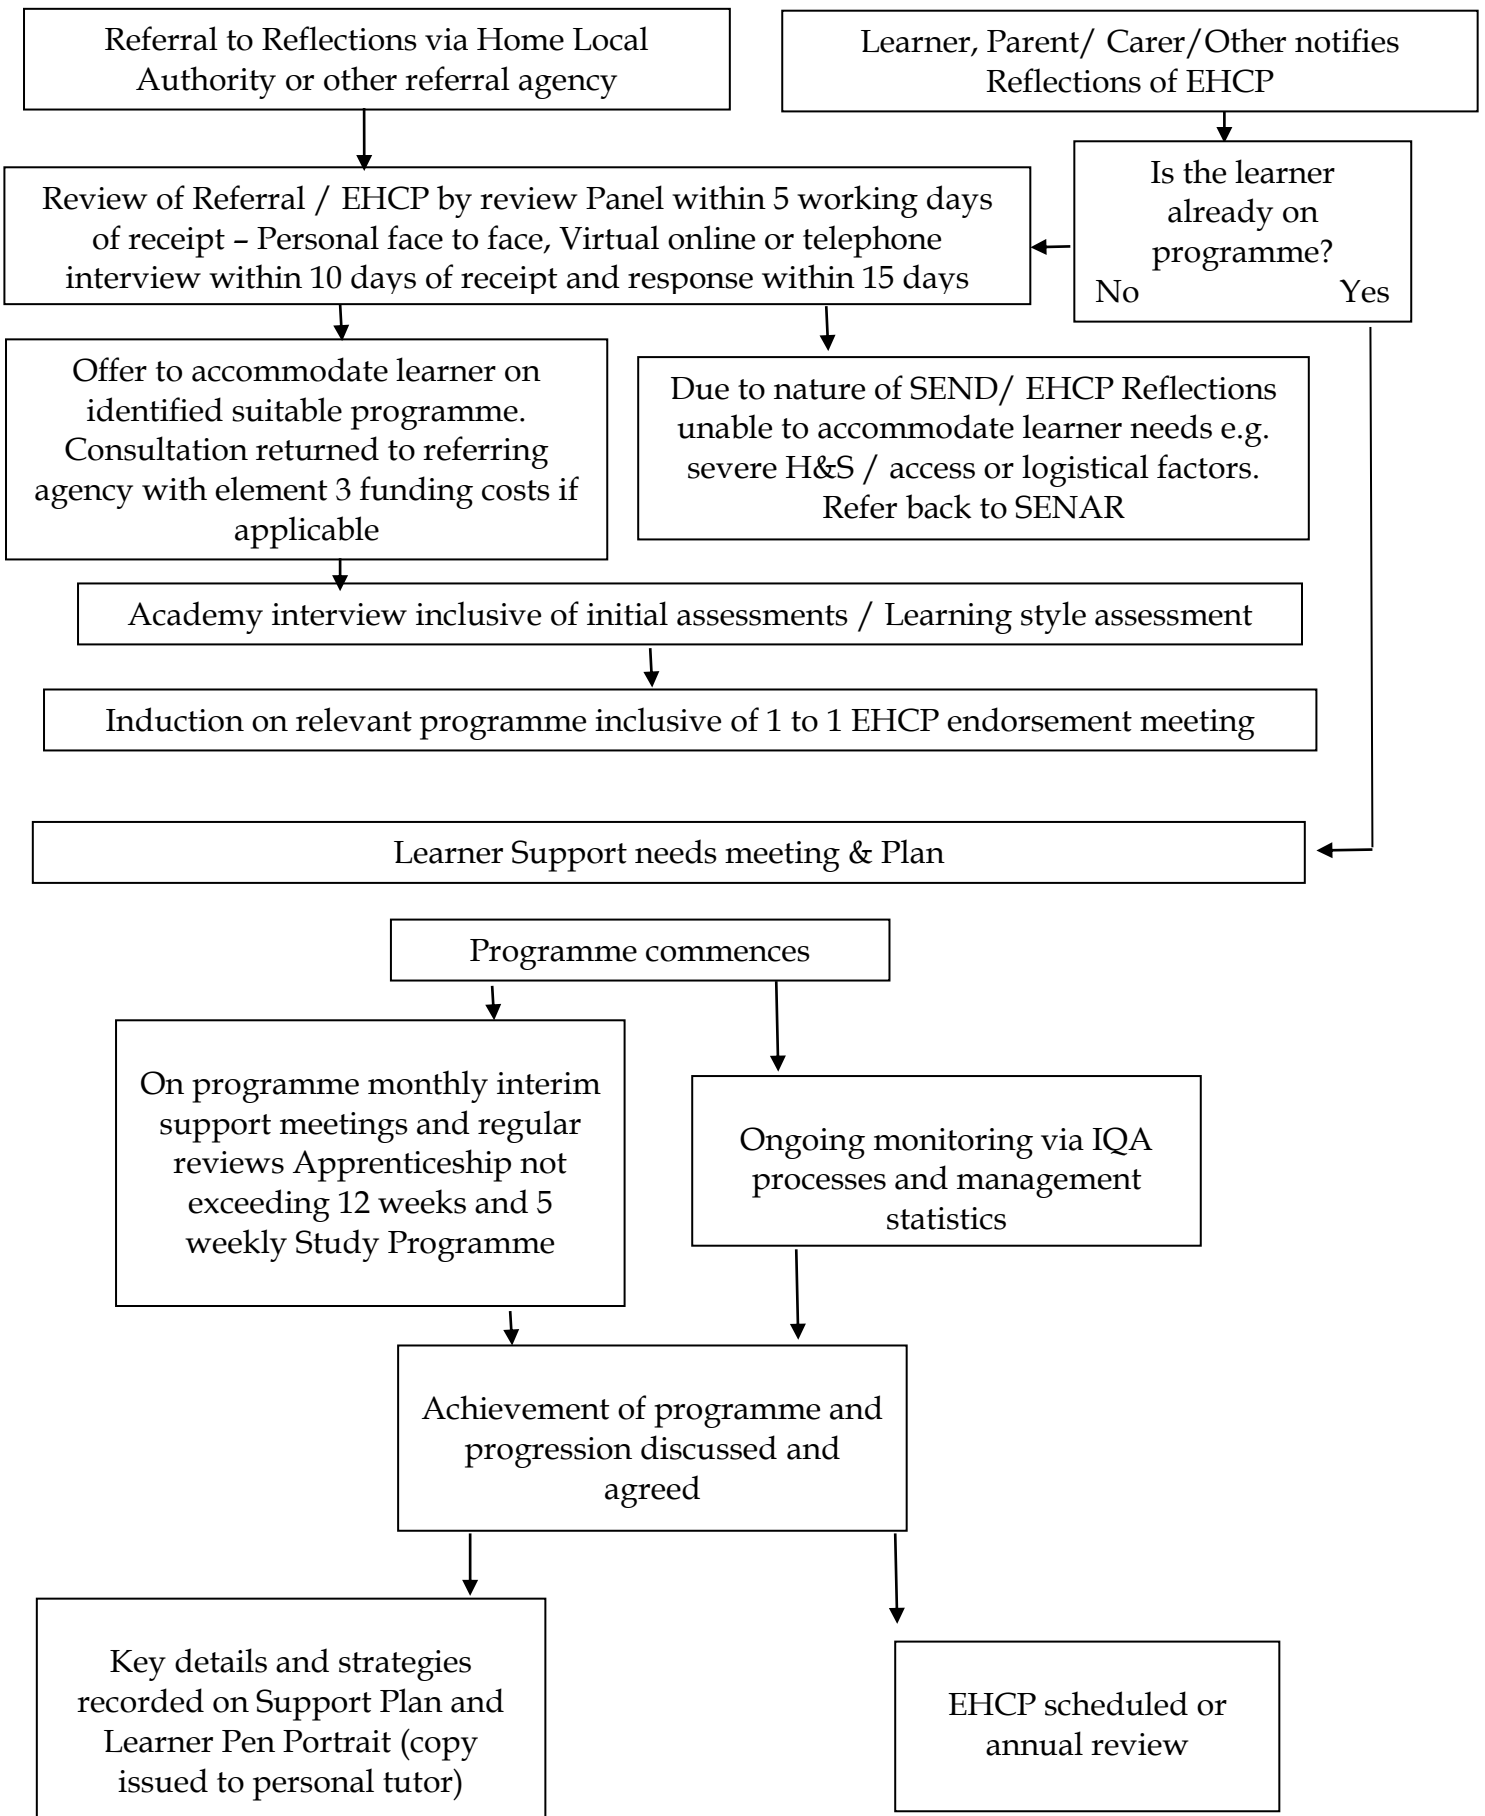 Referral to Reflections via Home Local
Authority or other referral agency
Learner, Parent/ Carer/Other notifies
Reflections of EHCP
Is the learner
already on
programme?
No Yes
Review of Referral / EHCP by review Panel within 5 working days
of receipt – Personal face to face, Virtual online or telephone
interview within 10 days of receipt and response within 15 days
Offer to accommodate learner on
identified suitable programme.
Consultation returned to referring
agency with element 3 funding costs if
applicable
Due to nature of SEND/ EHCP Reflections
unable to accommodate learner needs e.g.
severe H&S / access or logistical factors.
Refer back to SENAR
Academy interview inclusive of initial assessments / Learning style assessment
Induction on relevant programme inclusive of 1 to 1 EHCP endorsement meeting
Learner Support needs meeting & Plan
Programme commences
On programme monthly interim
support meetings and regular
reviews Apprenticeship not
exceeding 12 weeks and 5
weekly Study Programme
Ongoing monitoring via IQA
processes and management
statistics
Achievement of programme and
progression discussed and
agreed
Key details and strategies
recorded on Support Plan and
Learner Pen Portrait (copy
issued to personal tutor)
EHCP scheduled or
annual review